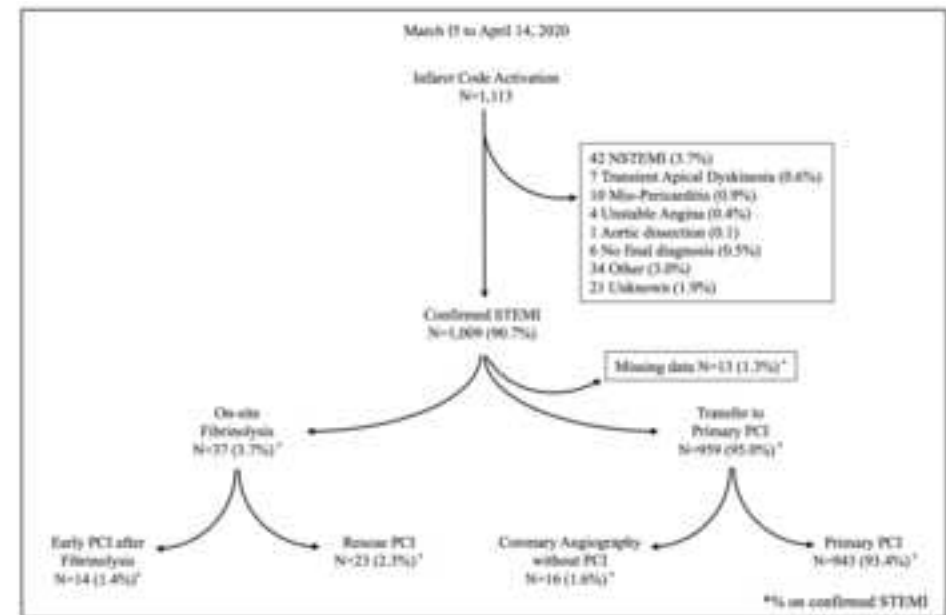 March 15 to April 14, 2020
Infarct Code Activation
N=1,113
42 NSTEMI (3.7%)
7 Transient Apical Dyskinesia (0.6%)
10 Mio-Pericarditis (0.9%)
4 Unstable Angina (0.4%)
1 Aortic dissection (0.1)
6 No final diagnosis (0.5%)
34 Other (3.0%)
21 Unknown (1.9%)
Confirmed STEMI
N=1,009 (90.7%)
Missing data N=13 (1.3%)*
On-site
Fibrinolysis
N=37 (3.7%)*
Transfer to
Primary PCI
N=959 (95.0%)*
Early PCI after
Fibrinolysis
N=14 (1.4%)*
Rescue PCI
N=23 (2.3%)*
Coronary Angiography
without PCI
N=16 (1.6%)*
Primary PCI
N=943 (93.4%)*
*% on confirmed STEMI